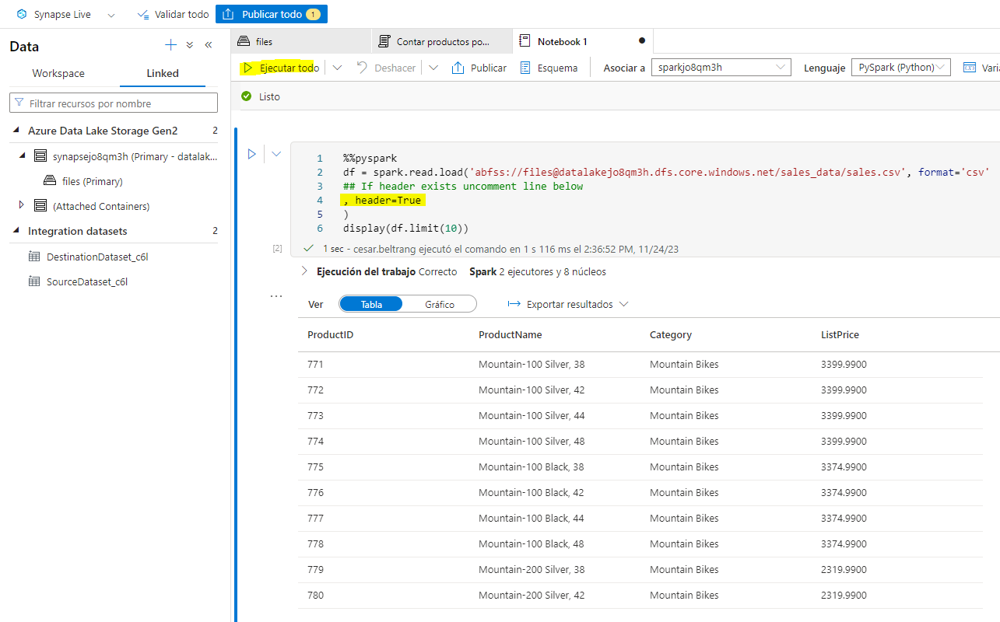 Synapse Live
Validar todo
Publicar todo 1
Data
Workspace
Linked
Filtrar recursos por nombre
Azure Data Lake Storage Gen2 2
synapsejo8qm3h (Primary - datalak...
files (Primary)
(Attached Containers)
Integration datasets 2
DestinationDataset_c6l
SourceDataset_c6l
files
Contar productos po...
Notebook 1
Ejecutar todo
Deshacer
Publicar
Esquema
Asociar a
sparkjo8qm3h
Lenguaje
PySpark (Python)
Listo
1 %%pyspark
2 df = spark.read.load('abfss://files@datalakejo8qm3h.dfs.core.windows.net/sales_data/sales.csv', format='csv'
3 ## If header exists uncomment line below
4 , header=True
5 )
6 display(df.limit(10))
[2]
1 sec - cesar.beltrang ejecutó el comando en 1 s 116 ms el 2:36:52 PM, 11/24/23
Ejecución del trabajo Correcto Spark 2 ejecutores y 8 núcleos
...
Ver
Tabla
Gráfico
Exportar resultados
ProductID ProductName Category ListPrice
771 Mountain-100 Silver, 38 Mountain Bikes 3399.9900
772 Mountain-100 Silver, 42 Mountain Bikes 3399.9900
773 Mountain-100 Silver, 44 Mountain Bikes 3399.9900
774 Mountain-100 Silver, 48 Mountain Bikes 3399.9900
775 Mountain-100 Black, 38 Mountain Bikes 3374.9900
776 Mountain-100 Black, 42 Mountain Bikes 3374.9900
777 Mountain-100 Black, 44 Mountain Bikes 3374.9900
778 Mountain-100 Black, 48 Mountain Bikes 3374.9900
779 Mountain-200 Silver, 38 Mountain Bikes 2319.9900
780 Mountain-200 Silver, 42 Mountain Bikes 2319.9900